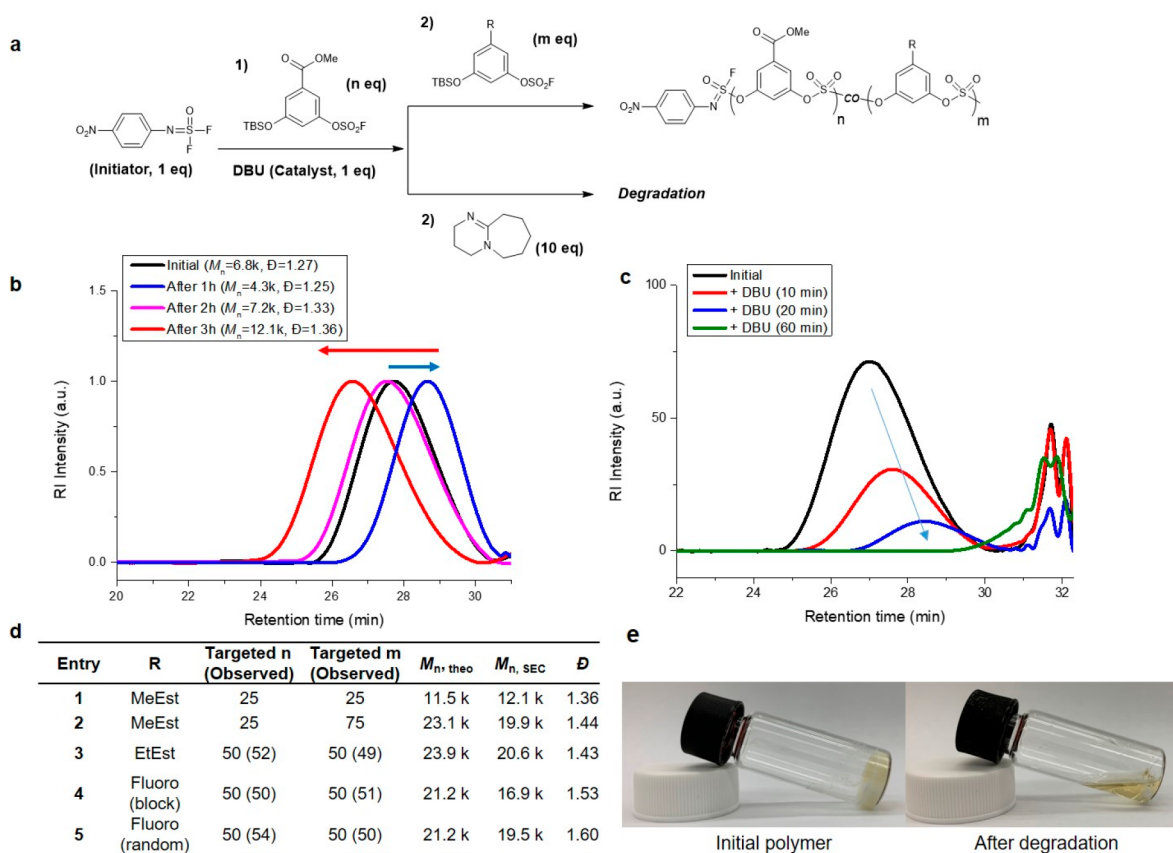 a
1)
O
OMe
(n eq)
TBSO
OSO₂F
NO₂
N
S
O
F
F
(Initiator, 1 eq)
DBU (Catalyst, 1 eq)
2)
R
(m eq)
TBSO
OSO₂F
NO₂
N
O
F
S
O
O
OMe
O
O
O
S
n
co
O
R
O
O
O
S
m
Degradation
2)
N
N
(10 eq)
b
Initial (Mn=6.8k, Đ=1.27)
After 1h (Mn=4.3k, Đ=1.25)
After 2h (Mn=7.2k, Đ=1.33)
After 3h (Mn=12.1k, Đ=1.36)
RI Intensity (a.u.)
1.5
1.0
0.5
0.0
20 22 24 26 28 30
Retention time (min)
c
Initial
+ DBU (10 min)
+ DBU (20 min)
+ DBU (60 min)
RI Intensity (a.u.)
100
50
0
22 24 26 28 30 32
Retention time (min)
d
Entry R Targeted n (Observed) Targeted m (Observed) Mn, theo Mn, SEC Đ
1 MeEst 25 25 11.5 k 12.1 k 1.36
2 MeEst 25 75 23.1 k 19.9 k 1.44
3 EtEst 50 (52) 50 (49) 23.9 k 20.6 k 1.43
4 Fluoro (block) 50 (50) 50 (51) 21.2 k 16.9 k 1.53
5 Fluoro (random) 50 (54) 50 (50) 21.2 k 19.5 k 1.60
e
Initial polymer
After degradation